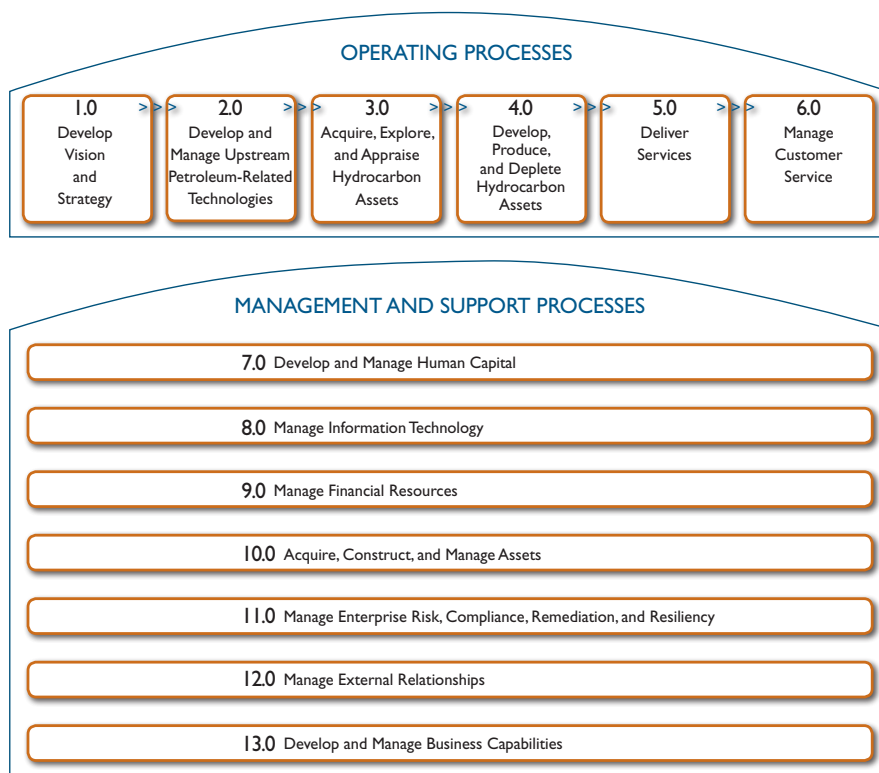 OPERATING PROCESSES
1.0 >>>
Develop
Vision
and
Strategy
2.0 >>>
Develop and
Manage Upstream
Petroleum-Related
Technologies
3.0 >>>
Acquire, Explore,
and Appraise
Hydrocarbon
Assets
4.0 >>>
Develop,
Produce,
and Deplete
Hydrocarbon
Assets
5.0 >>>
Deliver
Services
6.0
Manage
Customer
Service
MANAGEMENT AND SUPPORT PROCESSES
7.0 Develop and Manage Human Capital
8.0 Manage Information Technology
9.0 Manage Financial Resources
10.0 Acquire, Construct, and Manage Assets
11.0 Manage Enterprise Risk, Compliance, Remediation, and Resiliency
12.0 Manage External Relationships
13.0 Develop and Manage Business Capabilities